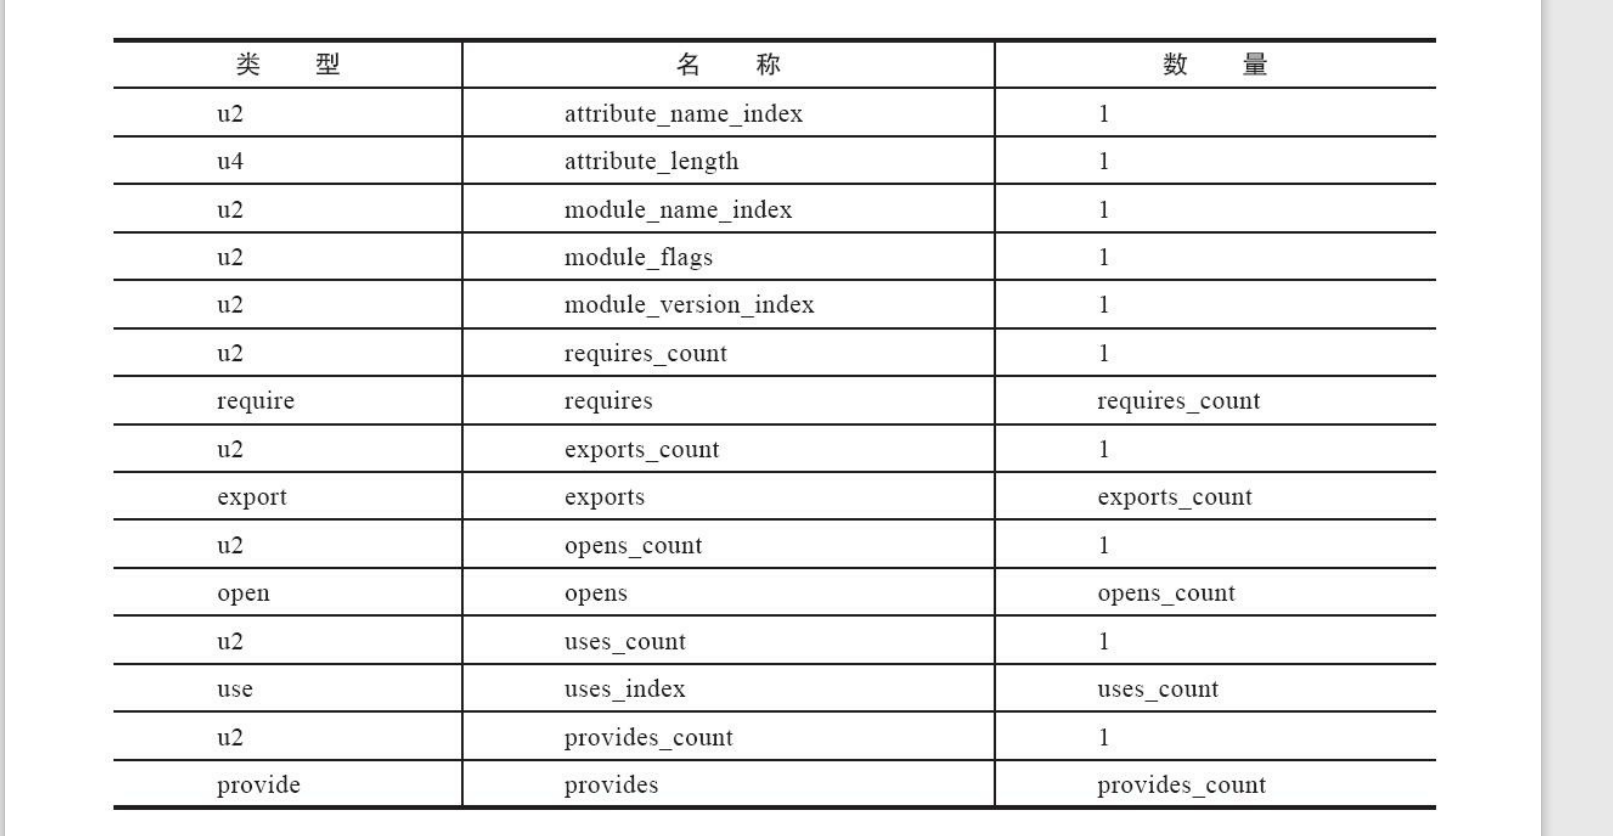 类 型 名 称 数 量
u2 attribute_name_index 1
u4 attribute_length 1
u2 module_name_index 1
u2 module_flags 1
u2 module_version_index 1
u2 requires_count 1
require requires requires_count
u2 exports_count 1
export exports exports_count
u2 opens_count 1
open opens opens_count
u2 uses_count 1
use uses_index uses_count
u2 provides_count 1
provide provides provides_count